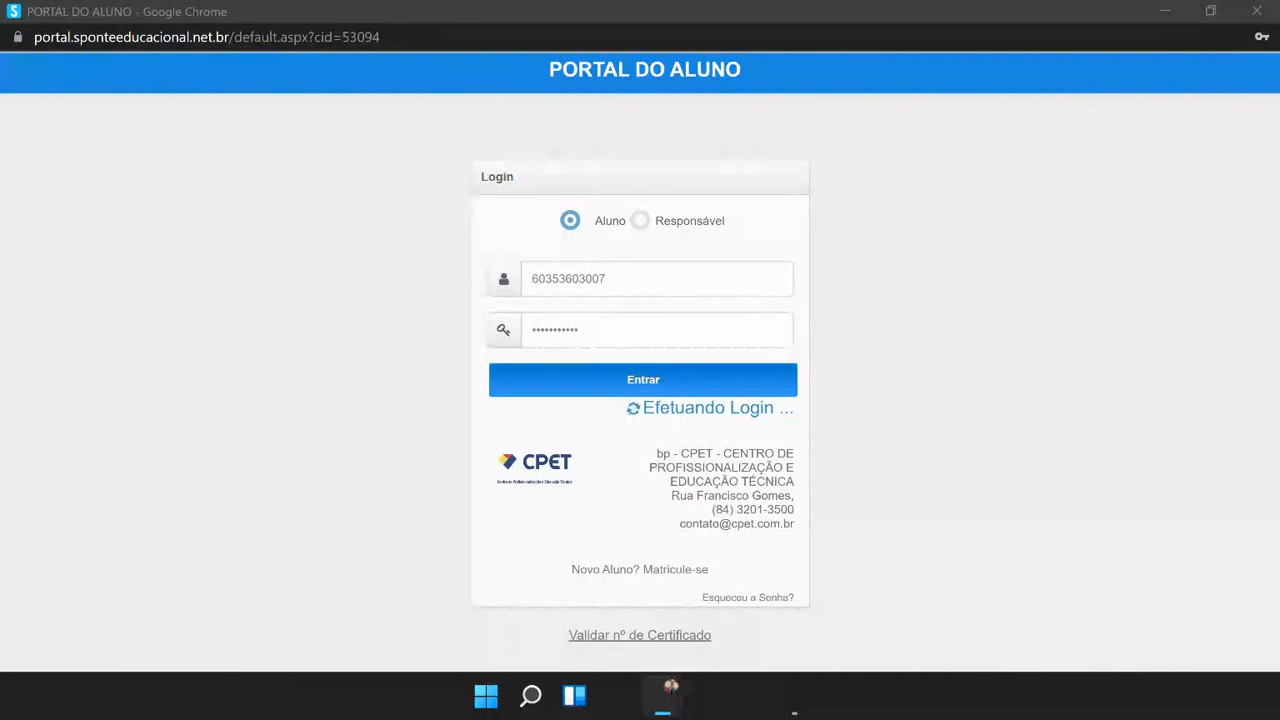 PORTAL DO ALUNO - Google Chrome
portal.sponteeducacional.net.br/default.aspx?cid=53094
PORTAL DO ALUNO
Login
Aluno Responsável
60353603007
•••••••••••
Entrar
Efetuando Login ...
CPET
bp - CPET - CENTRO DE
PROFISSIONALIZAÇÃO E
EDUCAÇÃO TÉCNICA
Rua Francisco Gomes,
(84) 3201-3500
contato@cpet.com.br
Novo Aluno? Matricule-se
Esqueceu a Senha?
Validar nº de Certificado